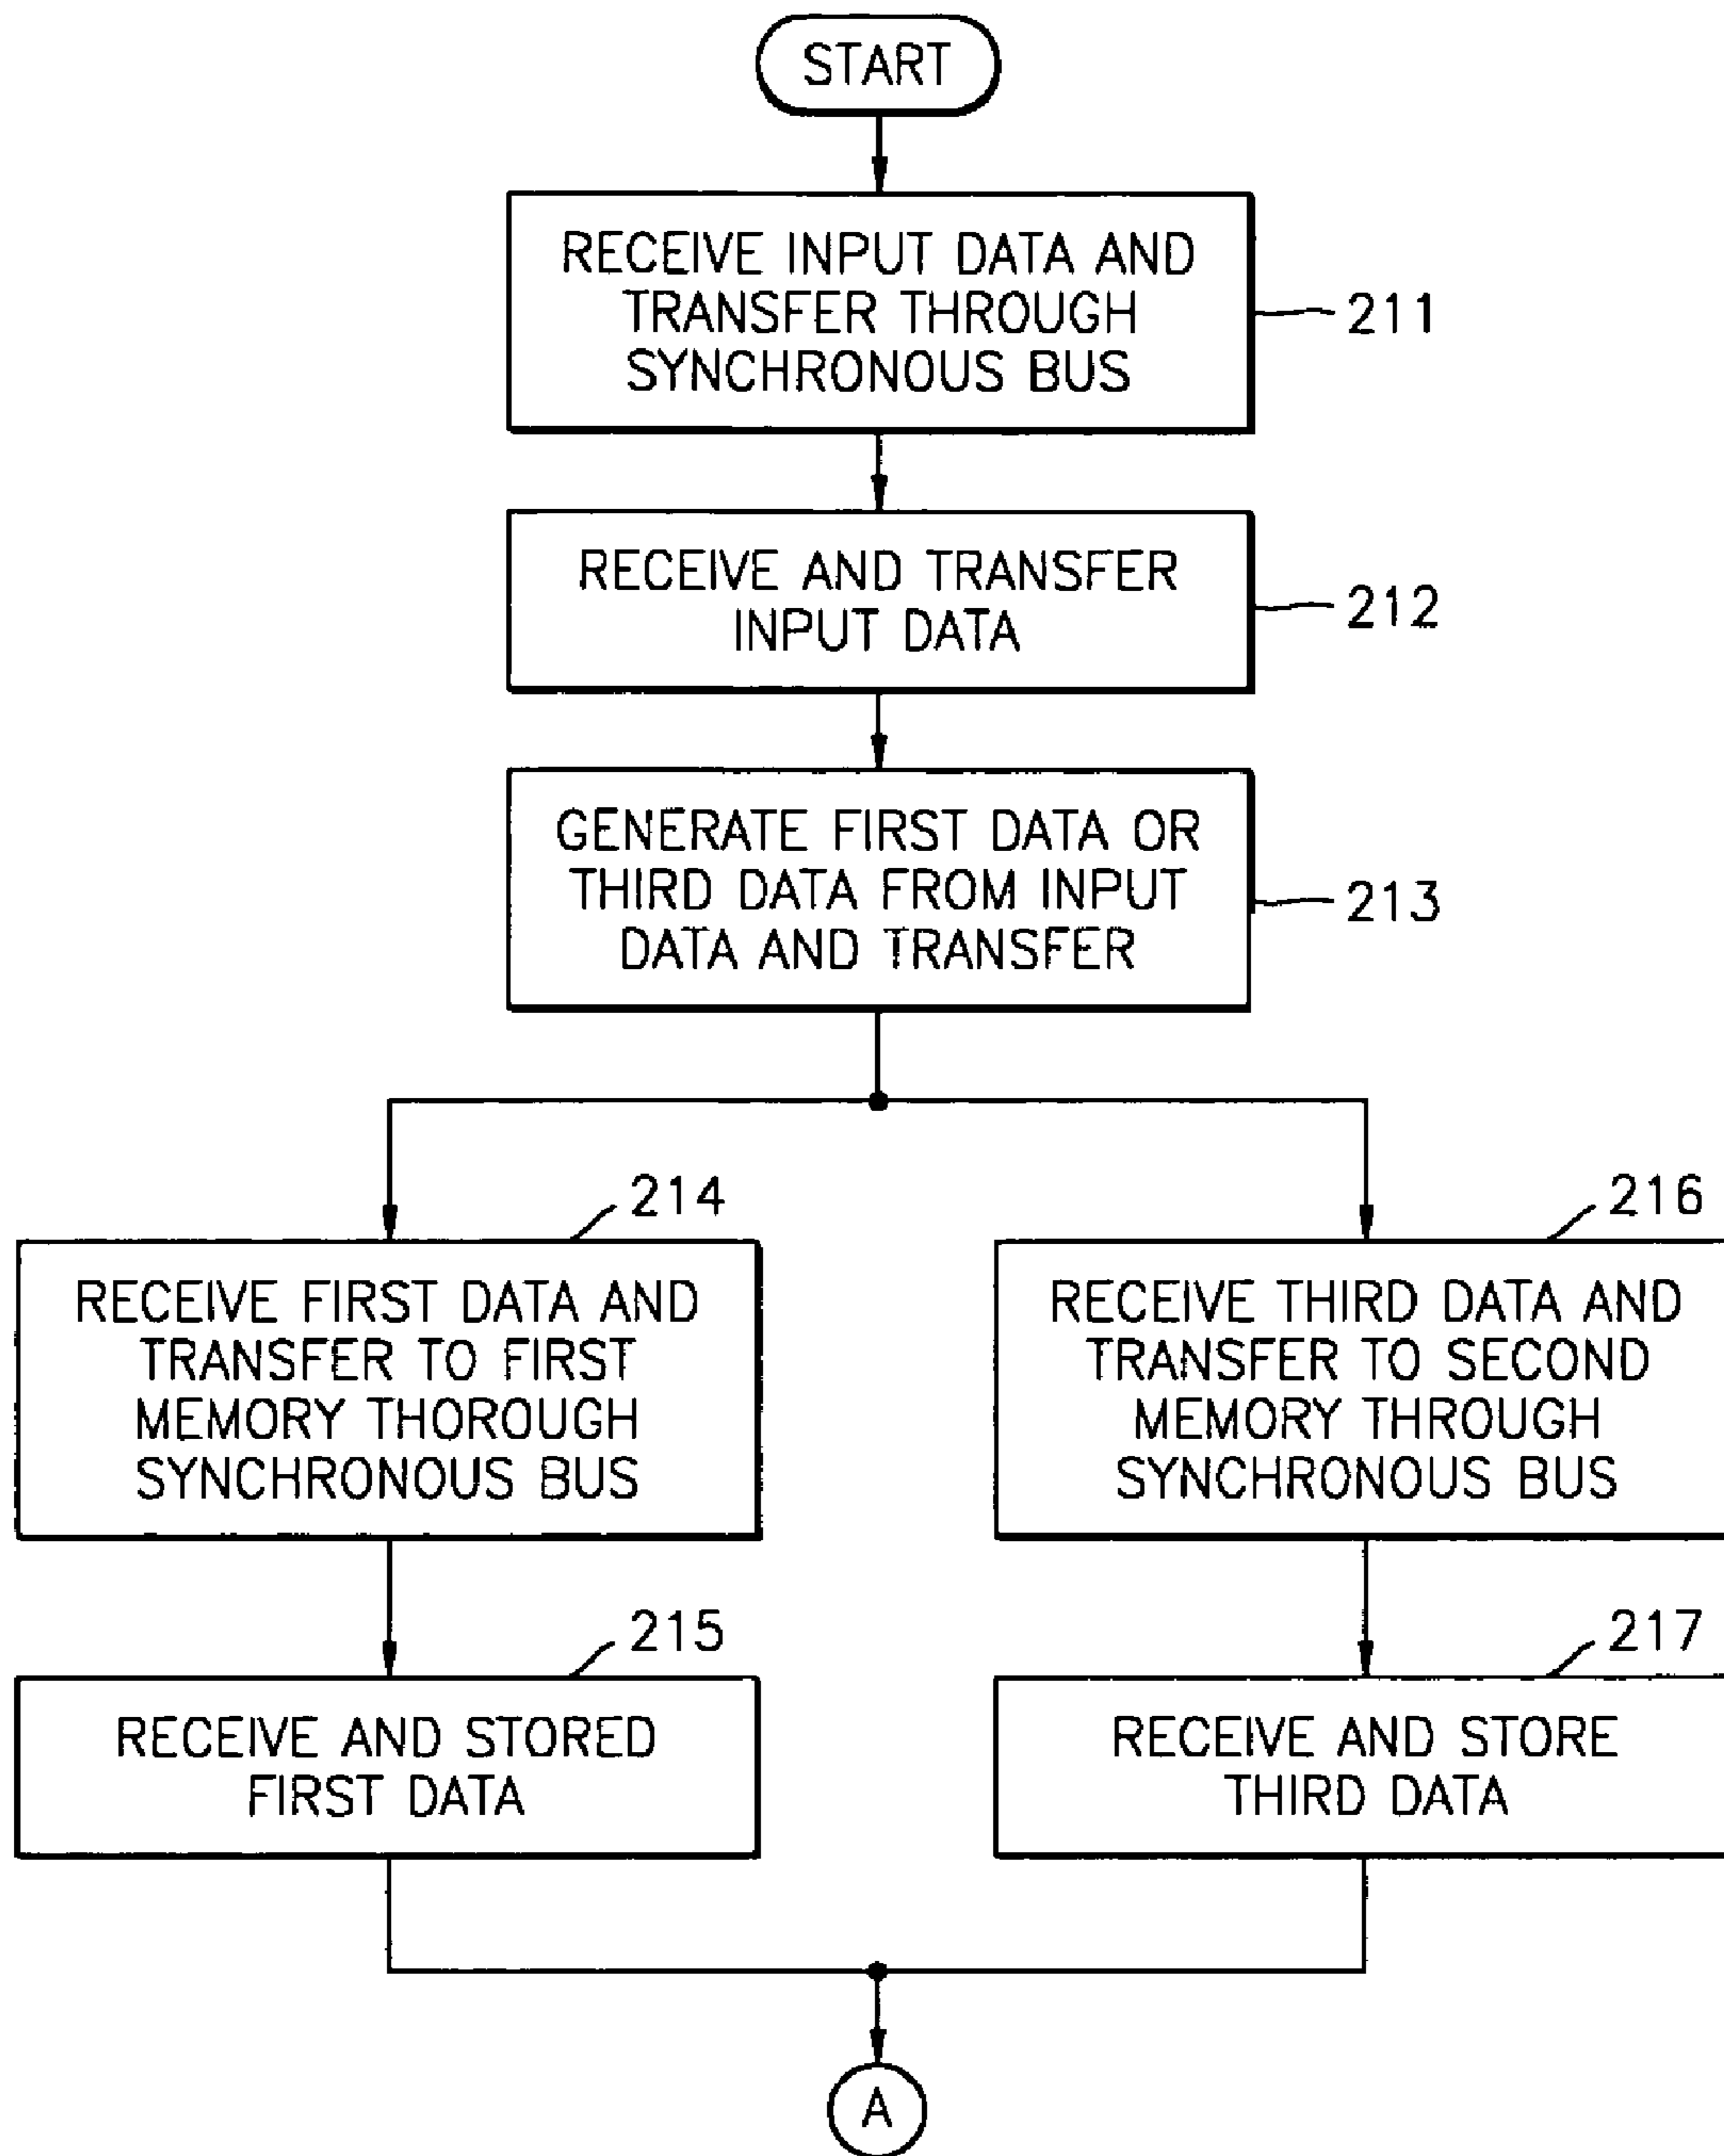 START
RECEIVE INPUT DATA AND
TRANSFER THROUGH
SYNCHRONOUS BUS
211
RECEIVE AND TRANSFER
INPUT DATA
212
GENERATE FIRST DATA OR
THIRD DATA FROM INPUT
DATA AND TRANSFER
213
214
RECEIVE FIRST DATA AND
TRANSFER TO FIRST
MEMORY THOROUGH
SYNCHRONOUS BUS
216
RECEIVE THIRD DATA AND
TRANSFER TO SECOND
MEMORY THROUGH
SYNCHRONOUS BUS
215
RECEIVE AND STORED
FIRST DATA
217
RECEIVE AND STORE
THIRD DATA
A